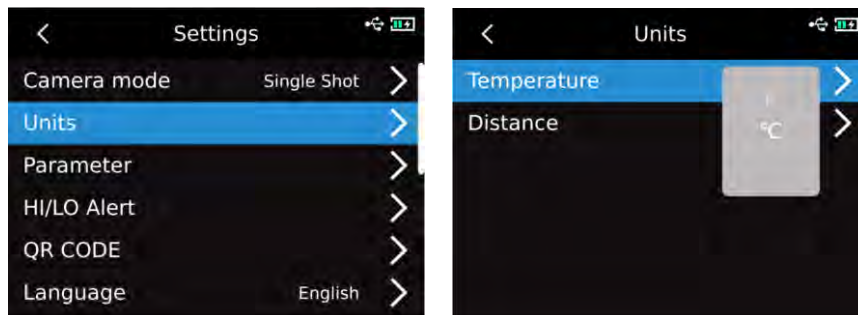 Settings
Camera mode Single Shot
Units
Parameter
HI/LO Alert
QR CODE
Language English
Units
Temperature
Distance
°C